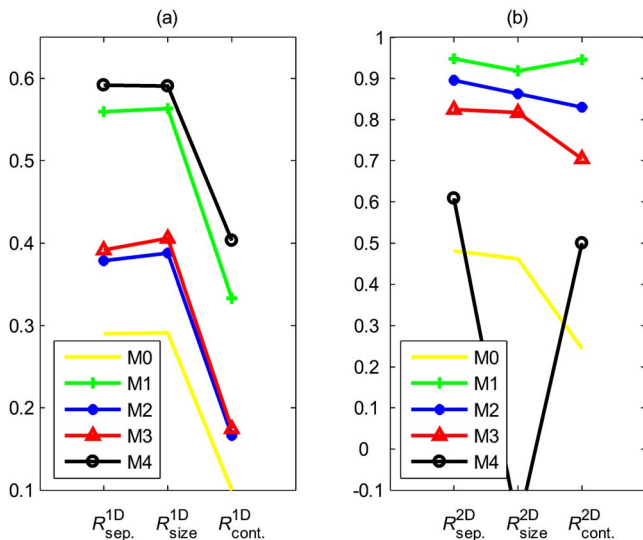 (a)
0.6
0.5
0.4
0.3
0.2
0.1
M0
M1
M2
M3
M4
R¹ᴰsep. R¹ᴰsize R¹ᴰcont.
(b)
1
0.9
0.8
0.7
0.6
0.5
0.4
0.3
0.2
0.1
0
-0.1
M0
M1
M2
M3
M4
R²ᴰsep. R²ᴰsize R²ᴰcont.